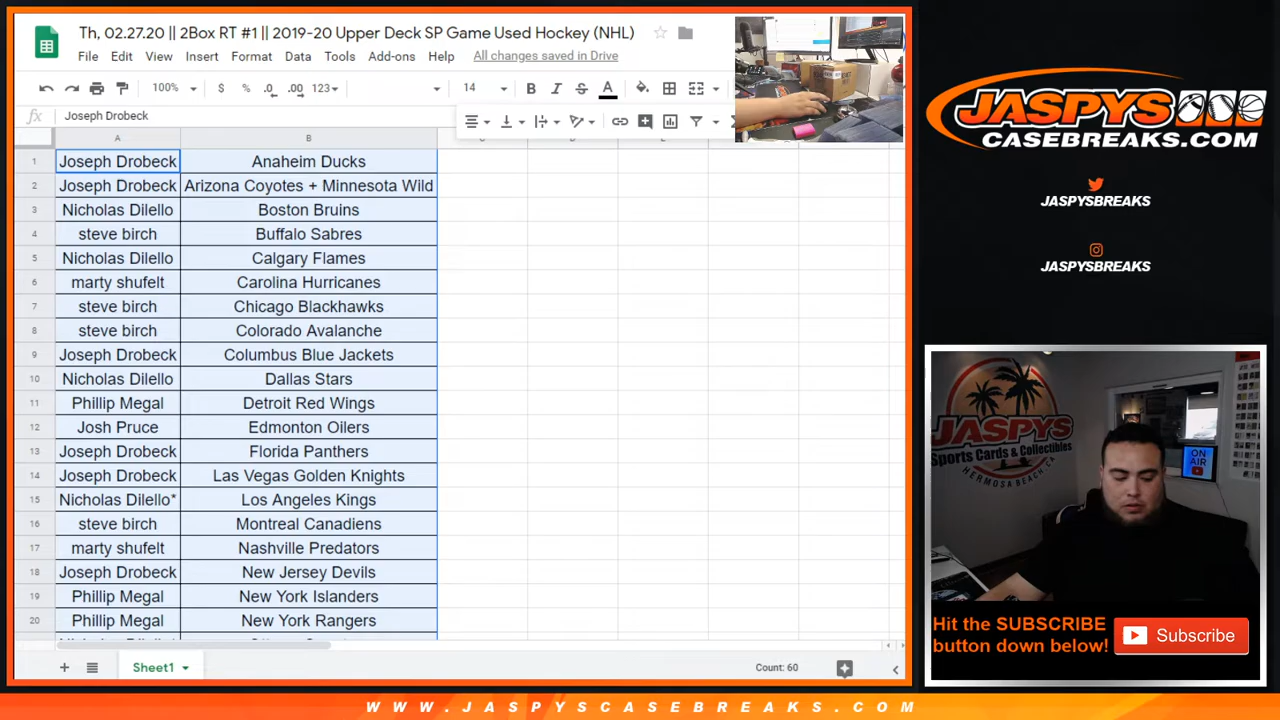 Th, 02.27.20 || 2Box RT #1 || 2019-20 Upper Deck SP Game Used Hockey (NHL)
File Edit View Insert Format Data Tools Add-ons Help All changes saved in Drive
100% $ % .0 .00 123 14 B I S A
fx Joseph Drobeck
A B
1 Joseph Drobeck Anaheim Ducks
2 Joseph Drobeck Arizona Coyotes + Minnesota Wild
3 Nicholas Dilello Boston Bruins
4 steve birch Buffalo Sabres
5 Nicholas Dilello Calgary Flames
6 marty shufelt Carolina Hurricanes
7 steve birch Chicago Blackhawks
8 steve birch Colorado Avalanche
9 Joseph Drobeck Columbus Blue Jackets
10 Nicholas Dilello Dallas Stars
11 Phillip Megal Detroit Red Wings
12 Josh Pruce Edmonton Oilers
13 Joseph Drobeck Florida Panthers
14 Joseph Drobeck Las Vegas Golden Knights
15 Nicholas Dilello* Los Angeles Kings
16 steve birch Montreal Canadiens
17 marty shufelt Nashville Predators
18 Joseph Drobeck New Jersey Devils
19 Phillip Megal New York Islanders
20 Phillip Megal New York Rangers
Sheet1
Count: 60
JASPYS
CASEBREAKS.COM
JASPYSBREAKS
JASPYSBREAKS
JASPYS
Sports Cards & Collectibles
HERMOSA BEACH, CA
ON AIR
Hit the SUBSCRIBE
button down below!
Subscribe
WWW.JASPYSCASEBREAKS.COM